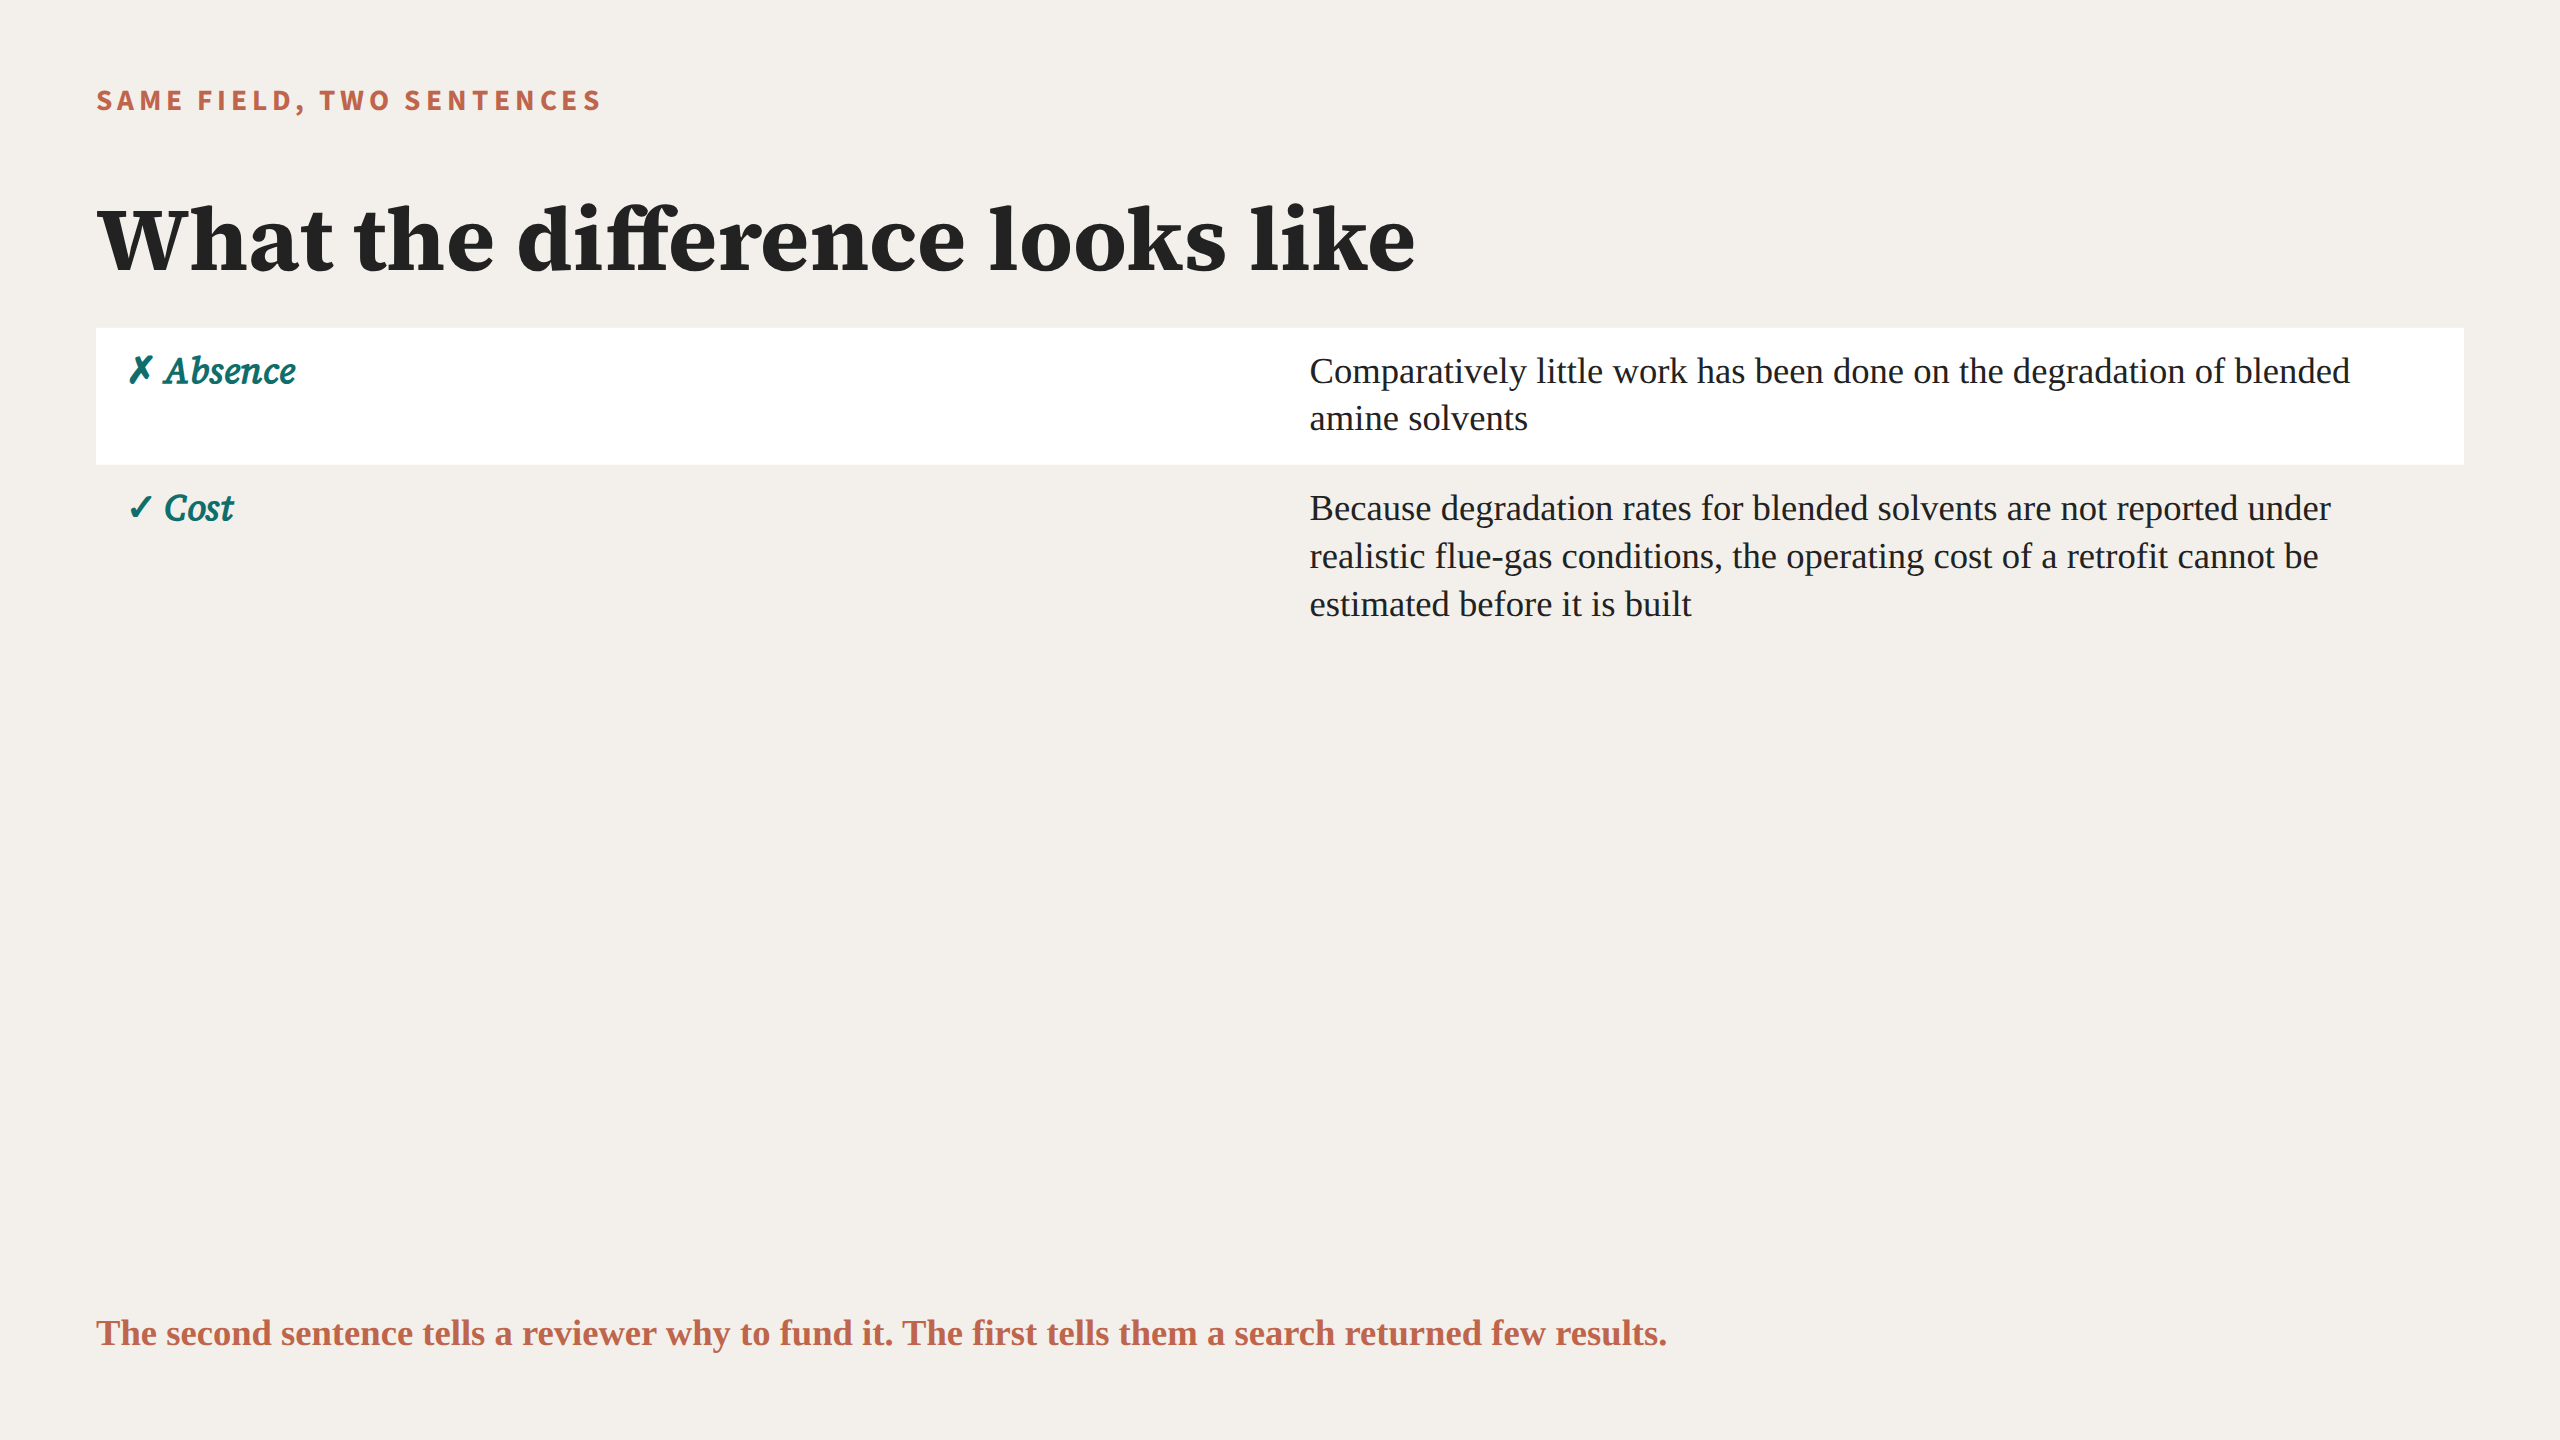 SAME FIELD, TWO SENTENCES
What the difference looks like
✗ Absence
Comparatively little work has been done on the degradation of blended
amine solvents
✓ Cost
Because degradation rates for blended solvents are not reported under
realistic flue-gas conditions, the operating cost of a retrofit cannot be
estimated before it is built
The second sentence tells a reviewer why to fund it. The first tells them a search returned few results.